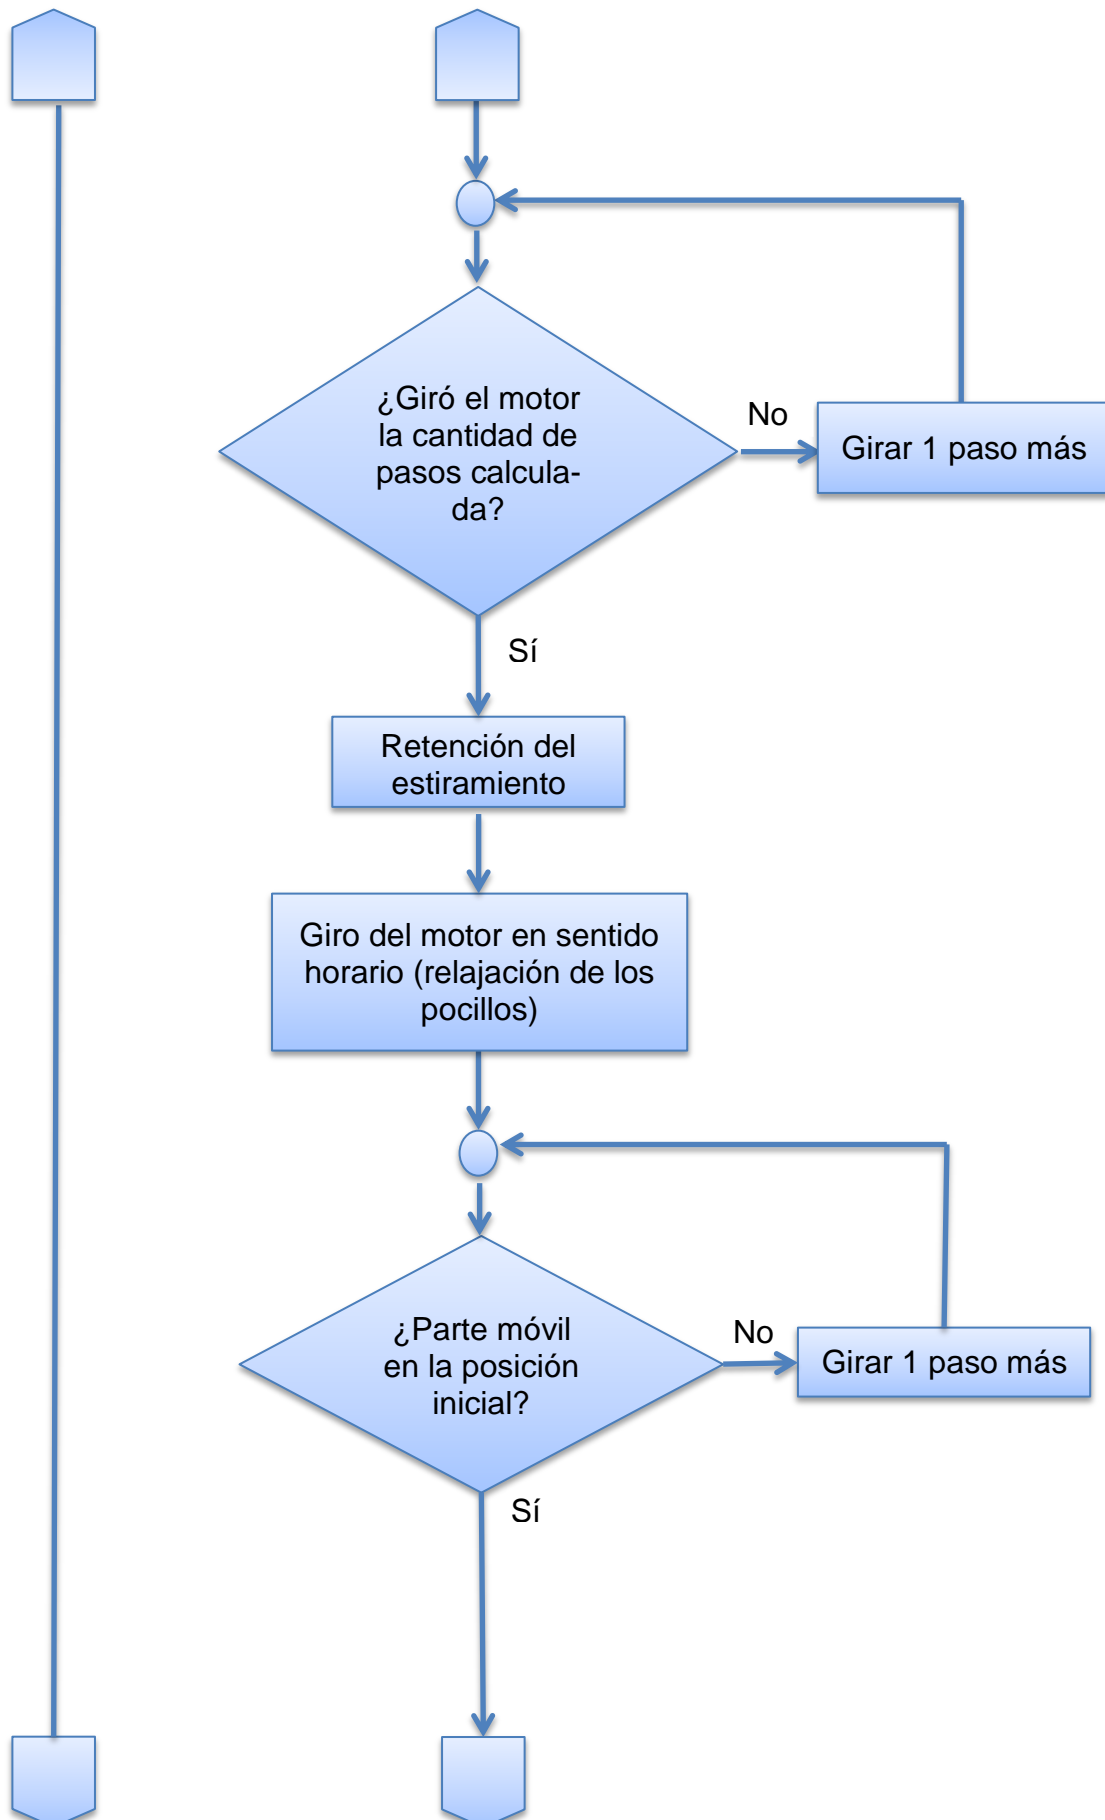 ¿Giró el motor
la cantidad de
pasos calcula-
da?
No
Girar 1 paso más
Sí
Retención del
estiramiento
Giro del motor en sentido
horario (relajación de los
pocillos)
¿Parte móvil
en la posición
inicial?
No
Girar 1 paso más
Sí